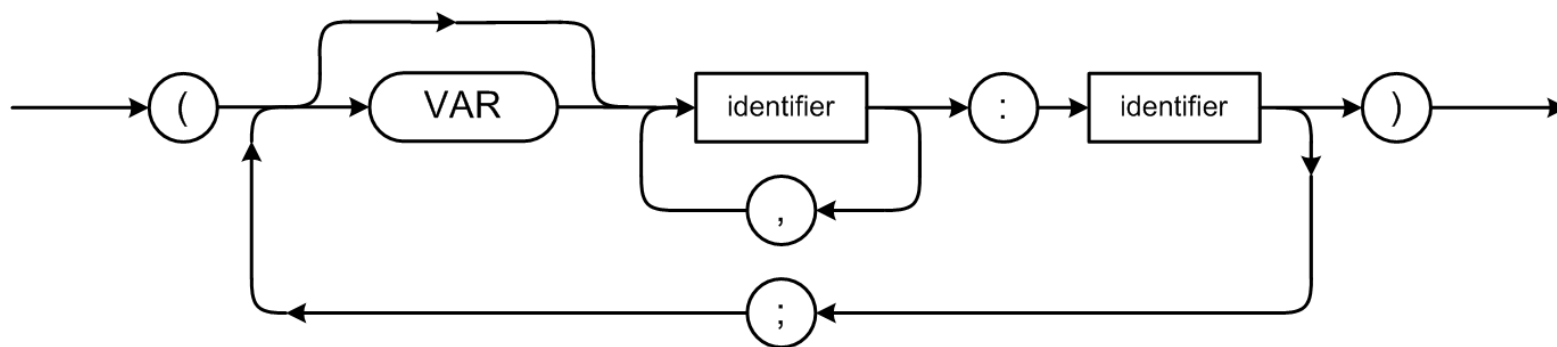 ( VAR identifier : identifier )
,
;